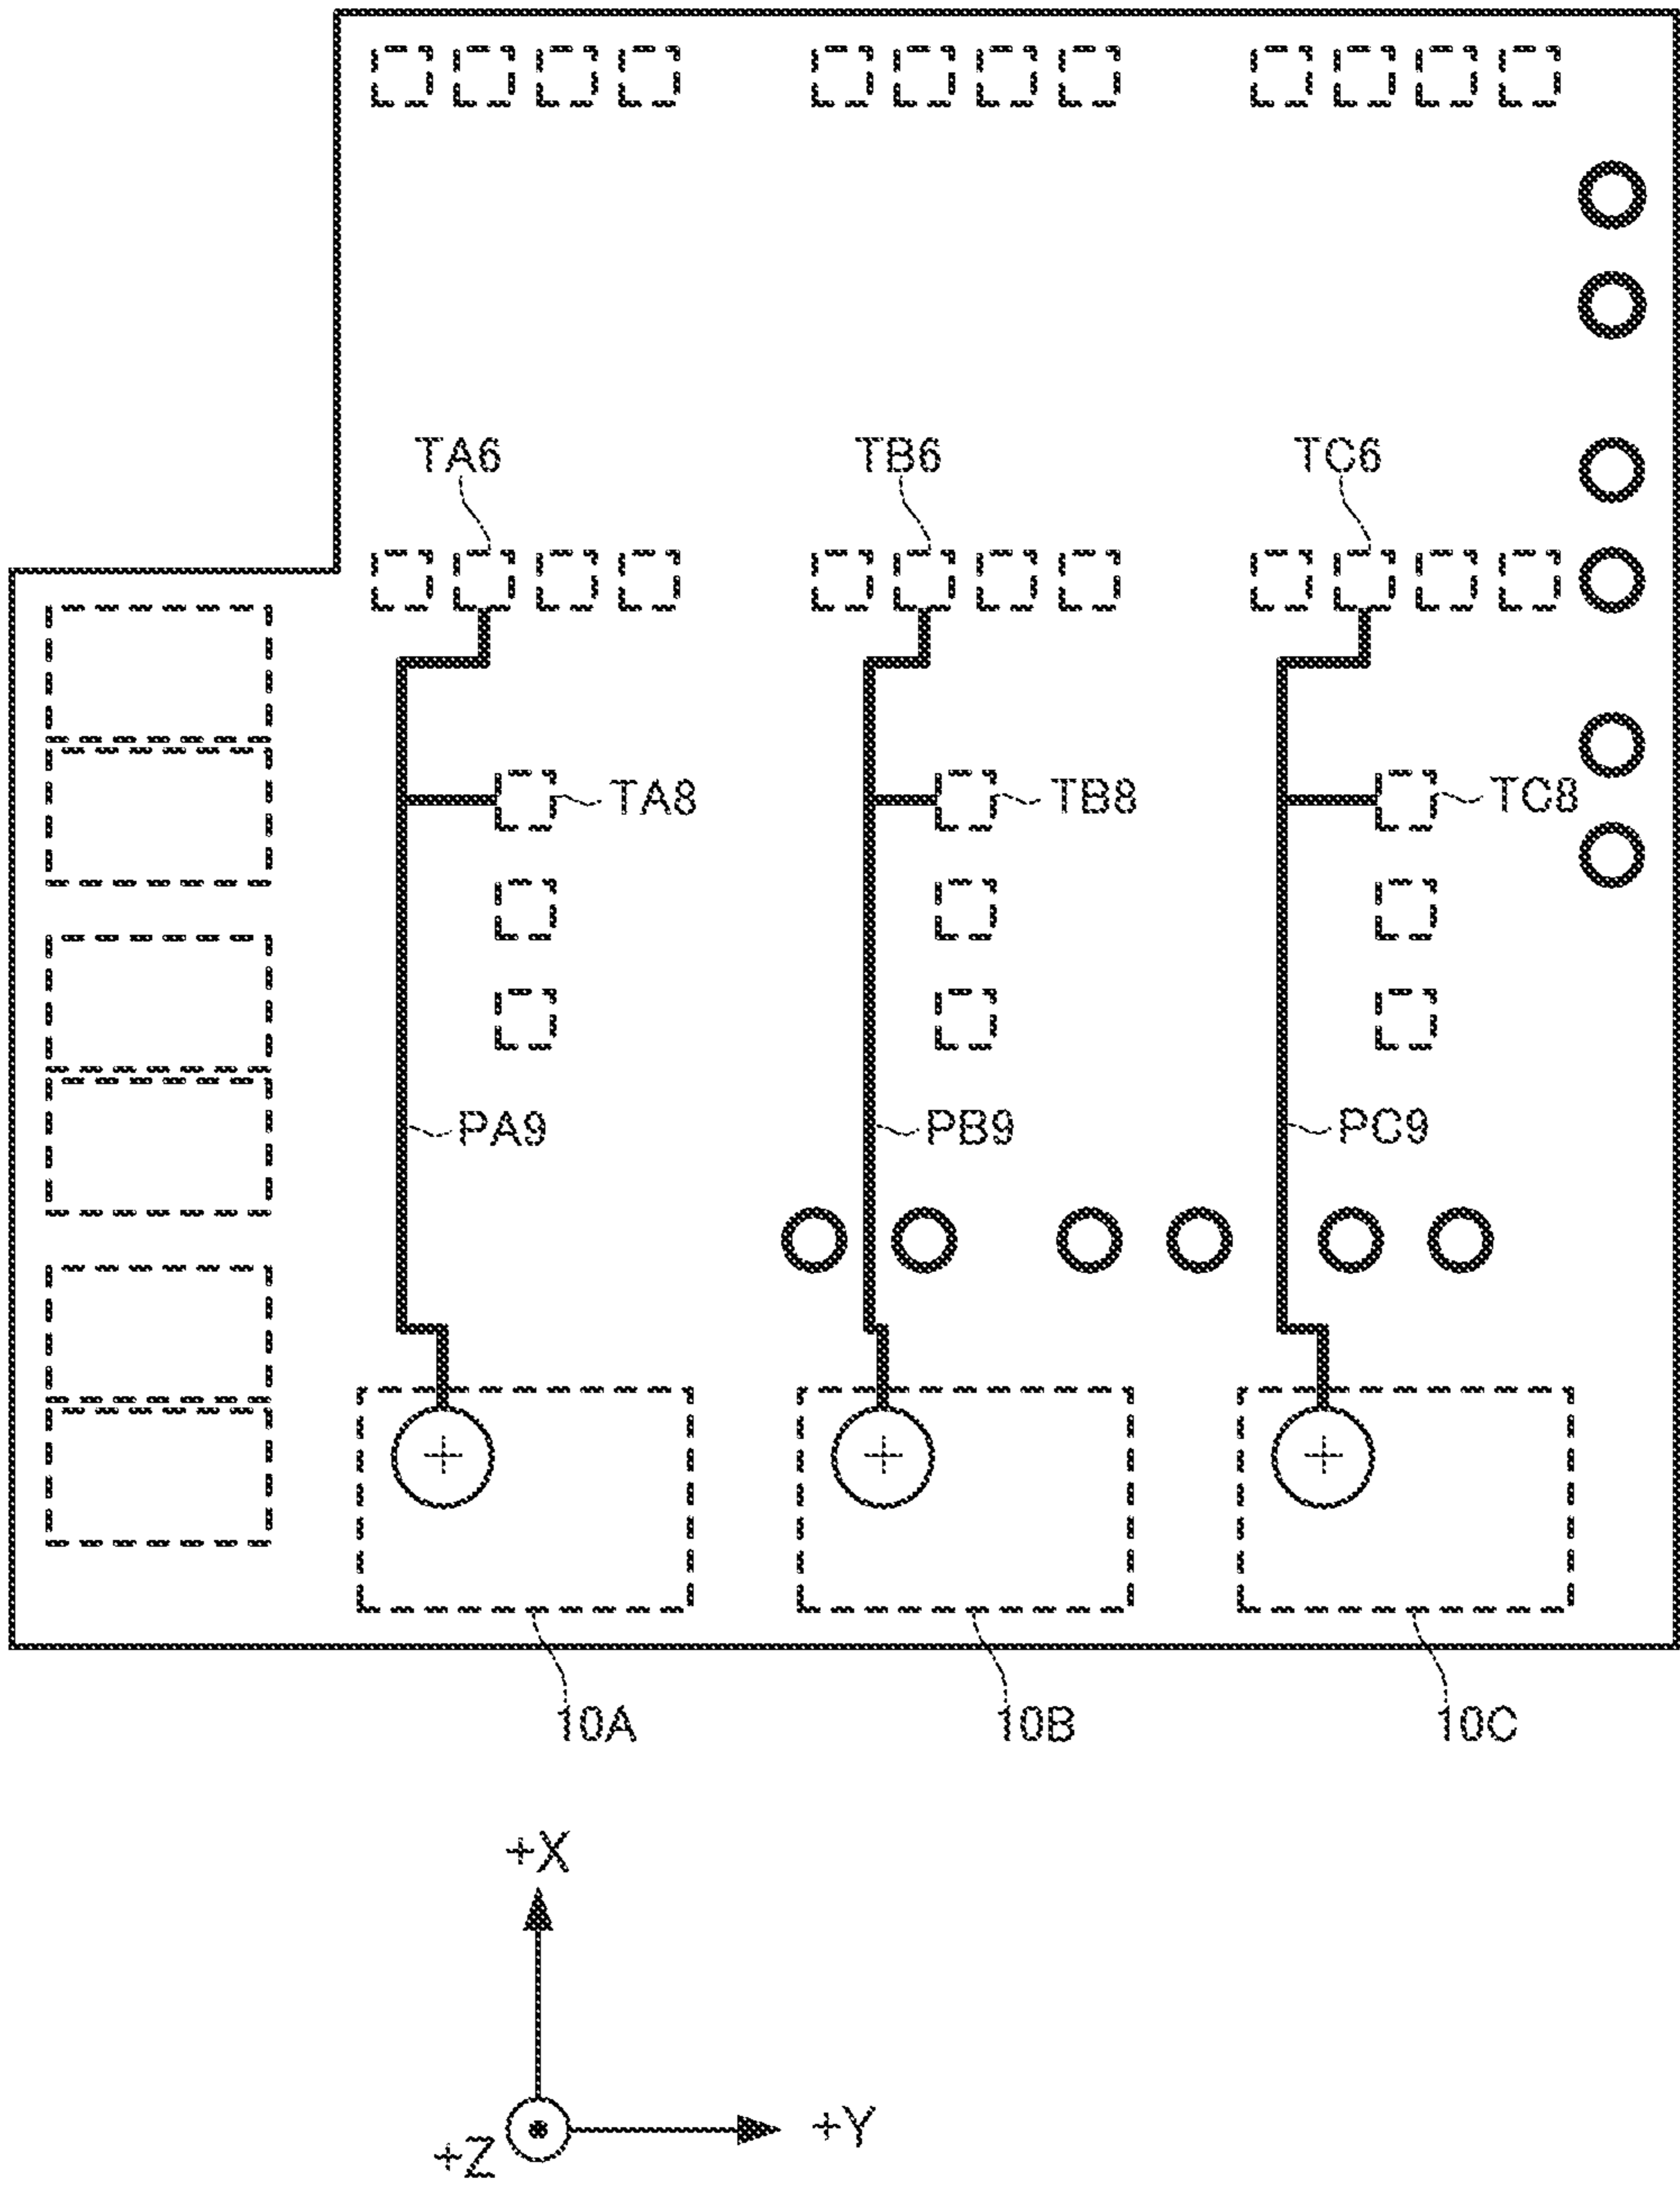 TA6 TB6 TC6
TA8 TB8 TC8
PA9 PB9 PC9
10A 10B 10C
+X
+Y
+Z